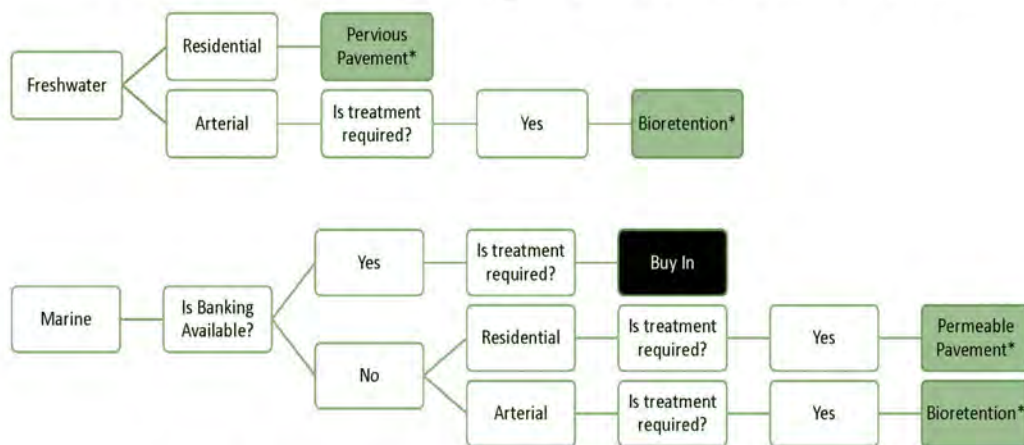 Residential
Pervious
Pavement*
Freshwater
Arterial
Is treatment
required?
Yes
Bioretention*
Yes
Is treatment
required?
Buy In
Marine
Is Banking
Available?
Residential
Is treatment
required?
Yes
Permeable
Pavement*
No
Arterial
Is treatment
required?
Yes
Bioretention*